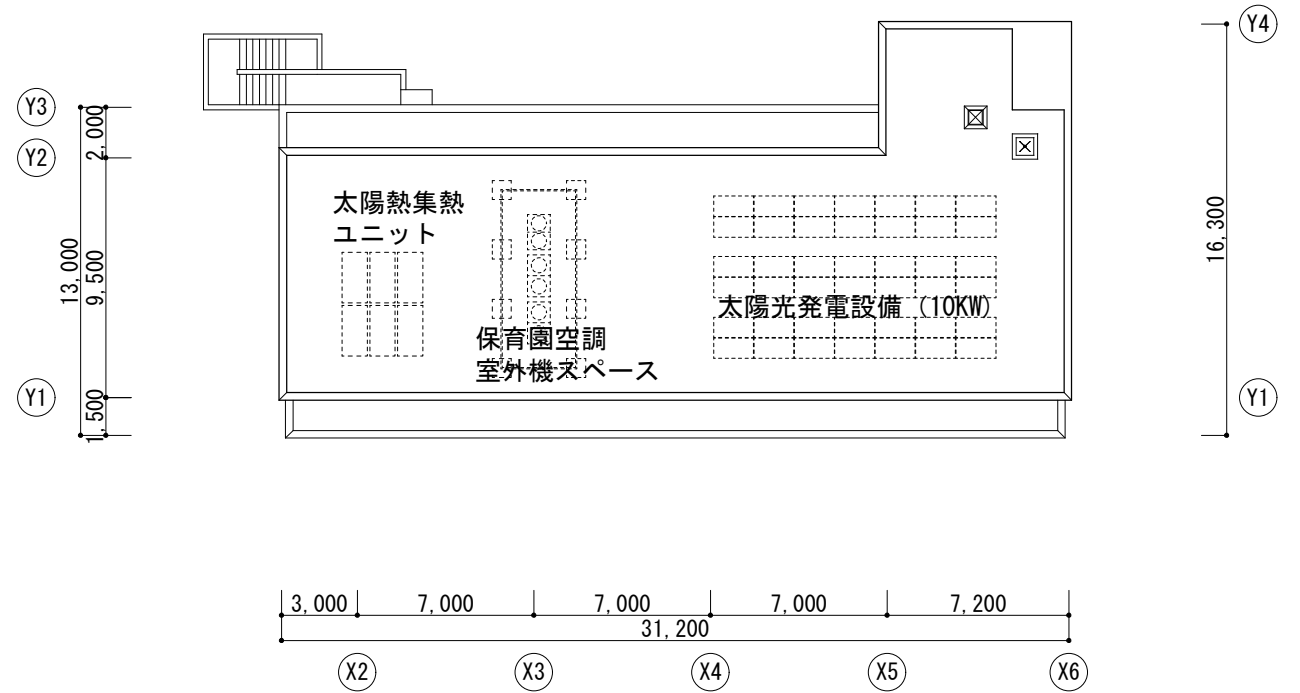 Y4
Y3
2,000
Y2
太陽熱集熱
ユニット
16,300
13,000
9,500
太陽光発電設備 (10KW)
保育園空調
室外機スペース
Y1
1,500
Y1
3,000
7,000
7,000
7,000
7,200
31,200
X2
X3
X4
X5
X6